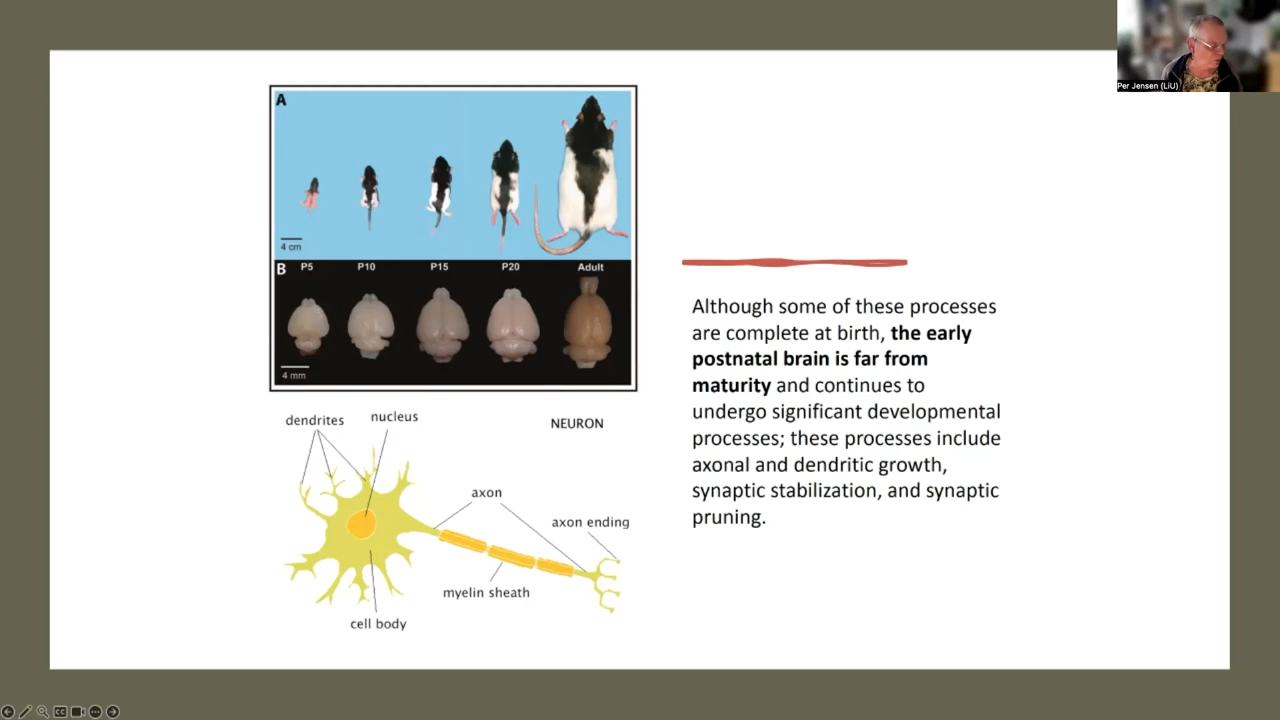 Per Jensen (LiU)
A
4 cm
B
P5 P10 P15 P20 Adult
4 mm
Although some of these processes
are complete at birth, the early
postnatal brain is far from
maturity and continues to
undergo significant developmental
processes; these processes include
axonal and dendritic growth,
synaptic stabilization, and synaptic
pruning.
dendrites
nucleus
NEURON
axon
axon ending
myelin sheath
cell body
CC